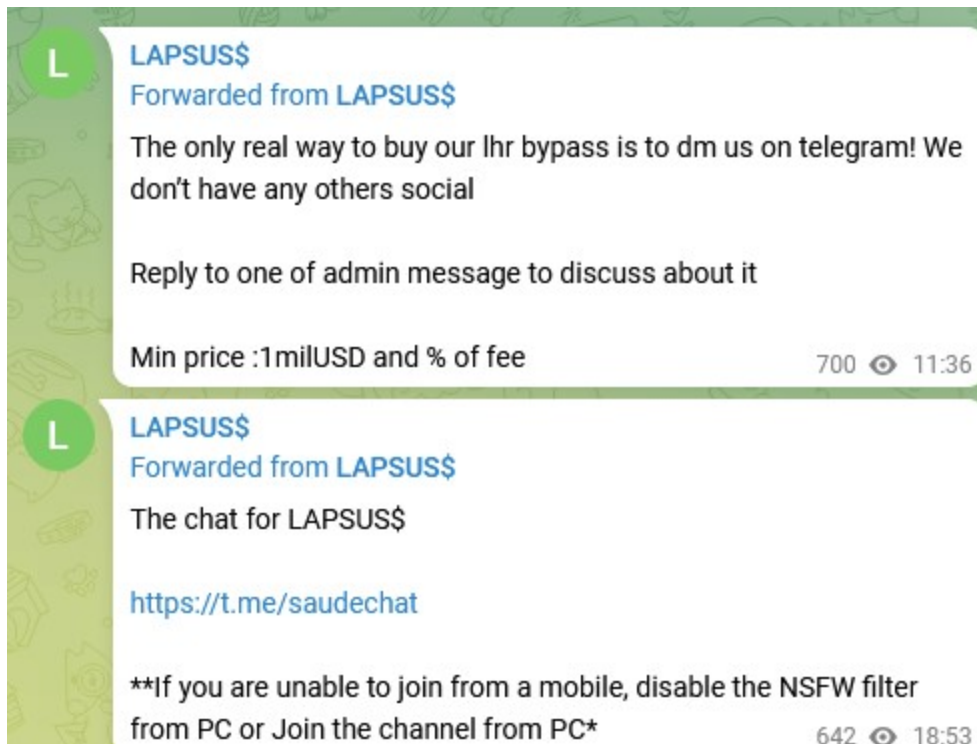 L
LAPSUS$
Forwarded from LAPSUS$
The only real way to buy our lhr bypass is to dm us on telegram! We
don't have any others social
Reply to one of admin message to discuss about it
Min price :1milUSD and % of fee
700 11:36
L
LAPSUS$
Forwarded from LAPSUS$
The chat for LAPSUS$
https://t.me/saudechat
**If you are unable to join from a mobile, disable the NSFW filter
from PC or Join the channel from PC*
642 18:53